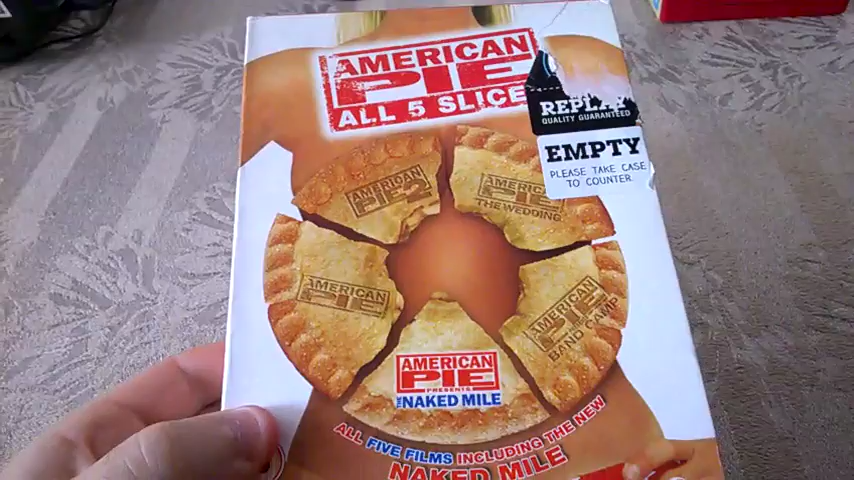 AMERICAN
PIE
ALL 5 SLICE
REPLAY
QUALITY GUARANTEED
EMPTY
PLEASE TAKE CASE
TO COUNTER.
AMERICAN
PIE 2
AMERICAN
PIE
THE WEDDING
AMERICAN
PIE
AMERICAN
PIE
BAND CAMP
AMERICAN
PIE
PRESENTS
THE NAKED MILE
ALL FIVE FILMS INCLUDING THE NEW
NAKED MILE